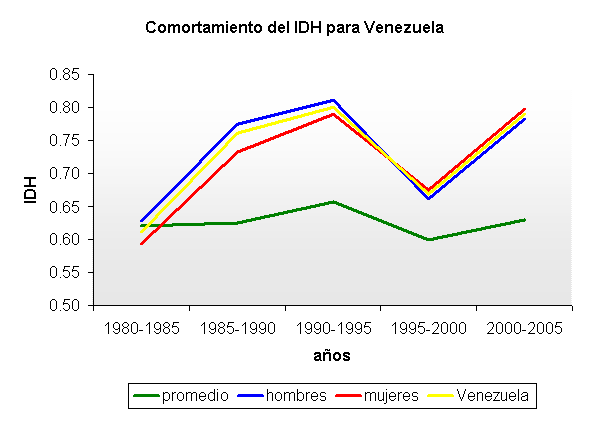 Comortamiento del IDH para Venezuela
0.85
0.80
0.75
0.70
0.65
0.60
0.55
0.50
IDH
1980-1985 1985-1990 1990-1995 1995-2000 2000-2005
años
promedio hombres mujeres Venezuela